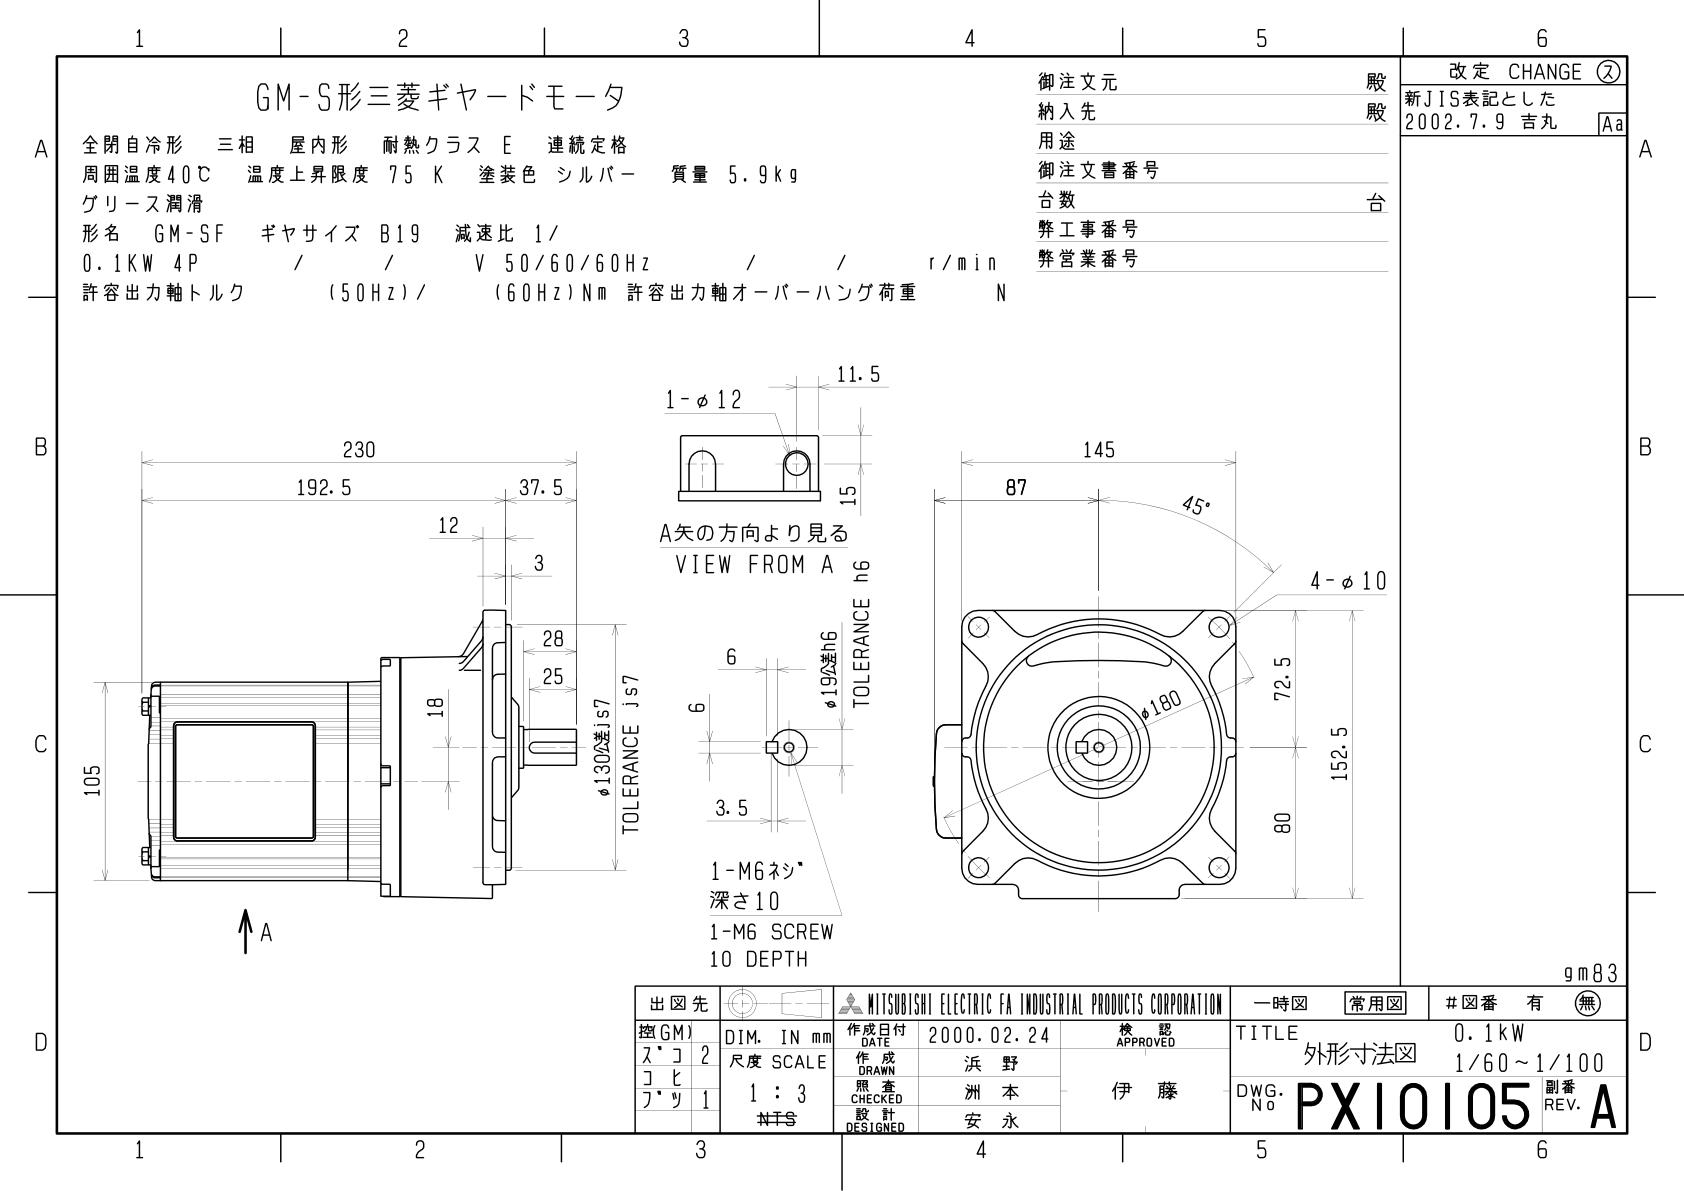 1 2 3 4 5 6
GM-S形三菱ギヤードモータ
全閉自冷形 三相 屋内形 耐熱クラス E 連続定格
周囲温度40℃ 温度上昇限度 75 K 塗装色 シルバー 質量 5.9kg
グリース潤滑
形名 GM-SF ギヤサイズ B19 減速比 1/
0.1KW 4P / / V 50/60/60Hz / / r/min
許容出力軸トルク (50Hz)/ (60Hz)Nm 許容出力軸オーバーハング荷重 N
御注文元 殿
納入先 殿
用途
御注文書番号
台数 台
弊工事番号
弊営業番号
改定 CHANGE ス
新JIS表記とした
2002.7.9 吉丸 Aa
A A
B B
C C
D D
230
192.5 37.5
12
3
28
25
18
105
φ130公差js7
TOLERANCE js7
A
1-φ12
11.5
15
A矢の方向より見る
VIEW FROM A
6
6
3.5
φ19公差h6
TOLERANCE h6
1-M6ネジ
深さ10
1-M6 SCREW
10 DEPTH
145
87
45°
4-φ10
φ180
72.5
152.5
80
gm83
出図先
控(GM)
ズコ 2
コヒ
ブツ 1
DIM. IN mm
尺度 SCALE
1 : 3
NTS
MITSUBISHI ELECTRIC FA INDUSTRIAL PRODUCTS CORPORATION
作成日付 DATE 2000.02.24
作成 DRAWN 浜野
照査 CHECKED 洲本
設計 DESIGNED 安永
検認 APPROVED
伊藤
一時図 常用図 #図番 有 無
TITLE 0.1kW
外形寸法図 1/60~1/100
DWG. No PX10105 副番 REV. A
1 2 3 4 5 6